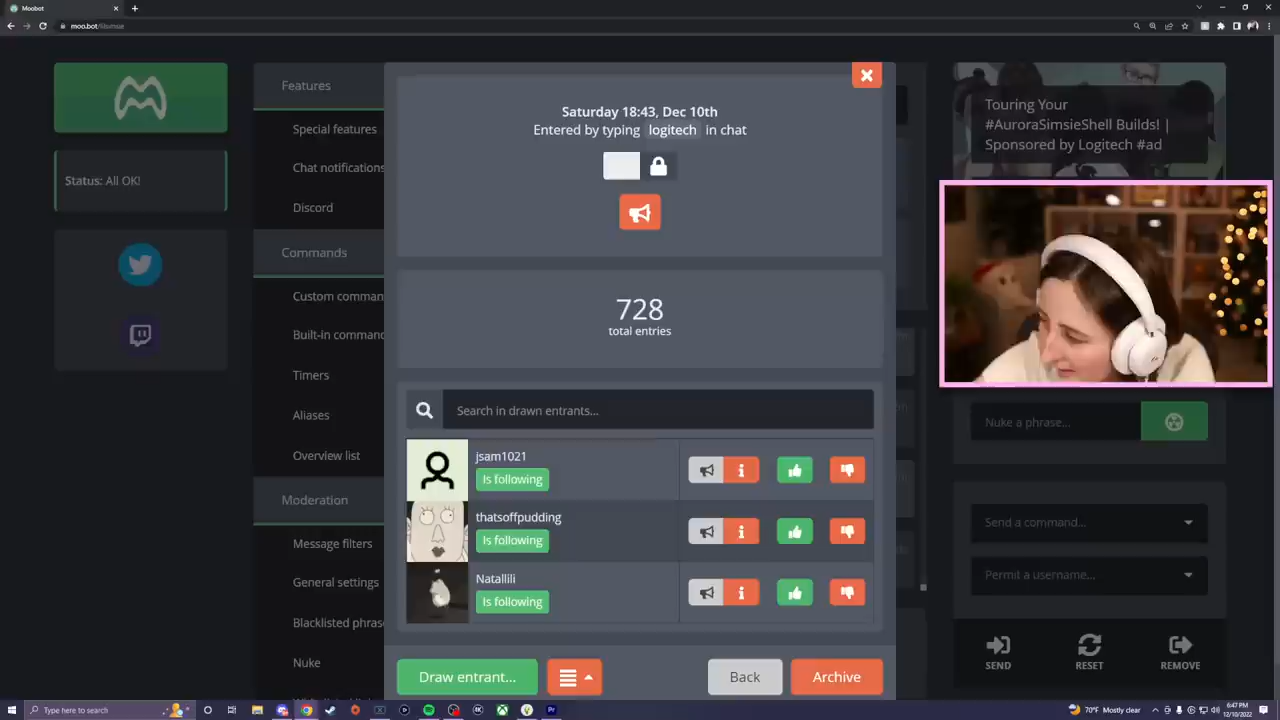 Moobot
moo.bot/
Status: All OK!
Features
Special features
Chat notifications
Discord
Commands
Custom comman
Built-in command
Timers
Aliases
Overview list
Moderation
Message filters
General settings
Blacklisted phrase
Nuke
Saturday 18:43, Dec 10th
Entered by typing logitech in chat
728
total entries
Search in drawn entrants...
jsam1021
Is following
thatsoffpudding
Is following
Natallili
Is following
Draw entrant...
Back
Archive
Touring Your
#AuroraSimsieShell Builds! |
Sponsored by Logitech #ad
Nuke a phrase...
Send a command...
Permit a username...
SEND
RESET
REMOVE
Type here to search
70°F Mostly clear
6:47 PM
12/10/2022